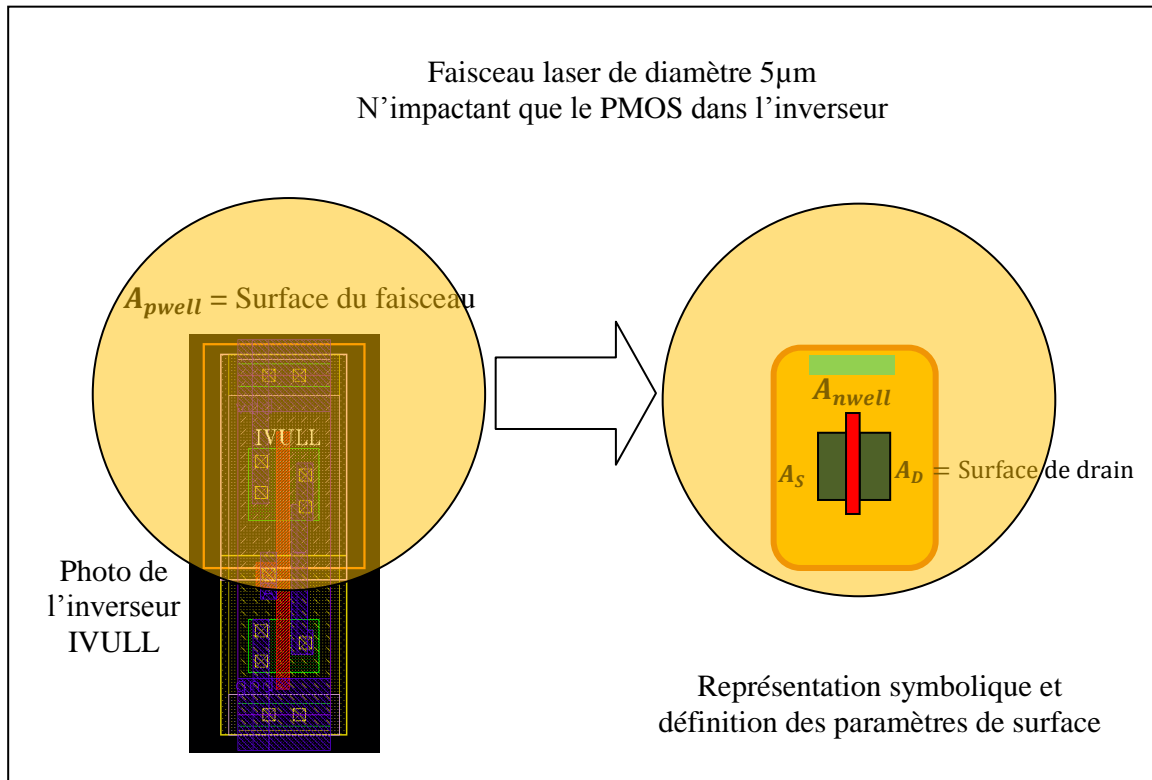 Faisceau laser de diamètre 5µm
N'impactant que le PMOS dans l'inverseur
A_pwell = Surface du faisceau
IVULL
Photo de
l'inverseur
IVULL
A_nwell
A_S
A_D = Surface de drain
Représentation symbolique et
définition des paramètres de surface